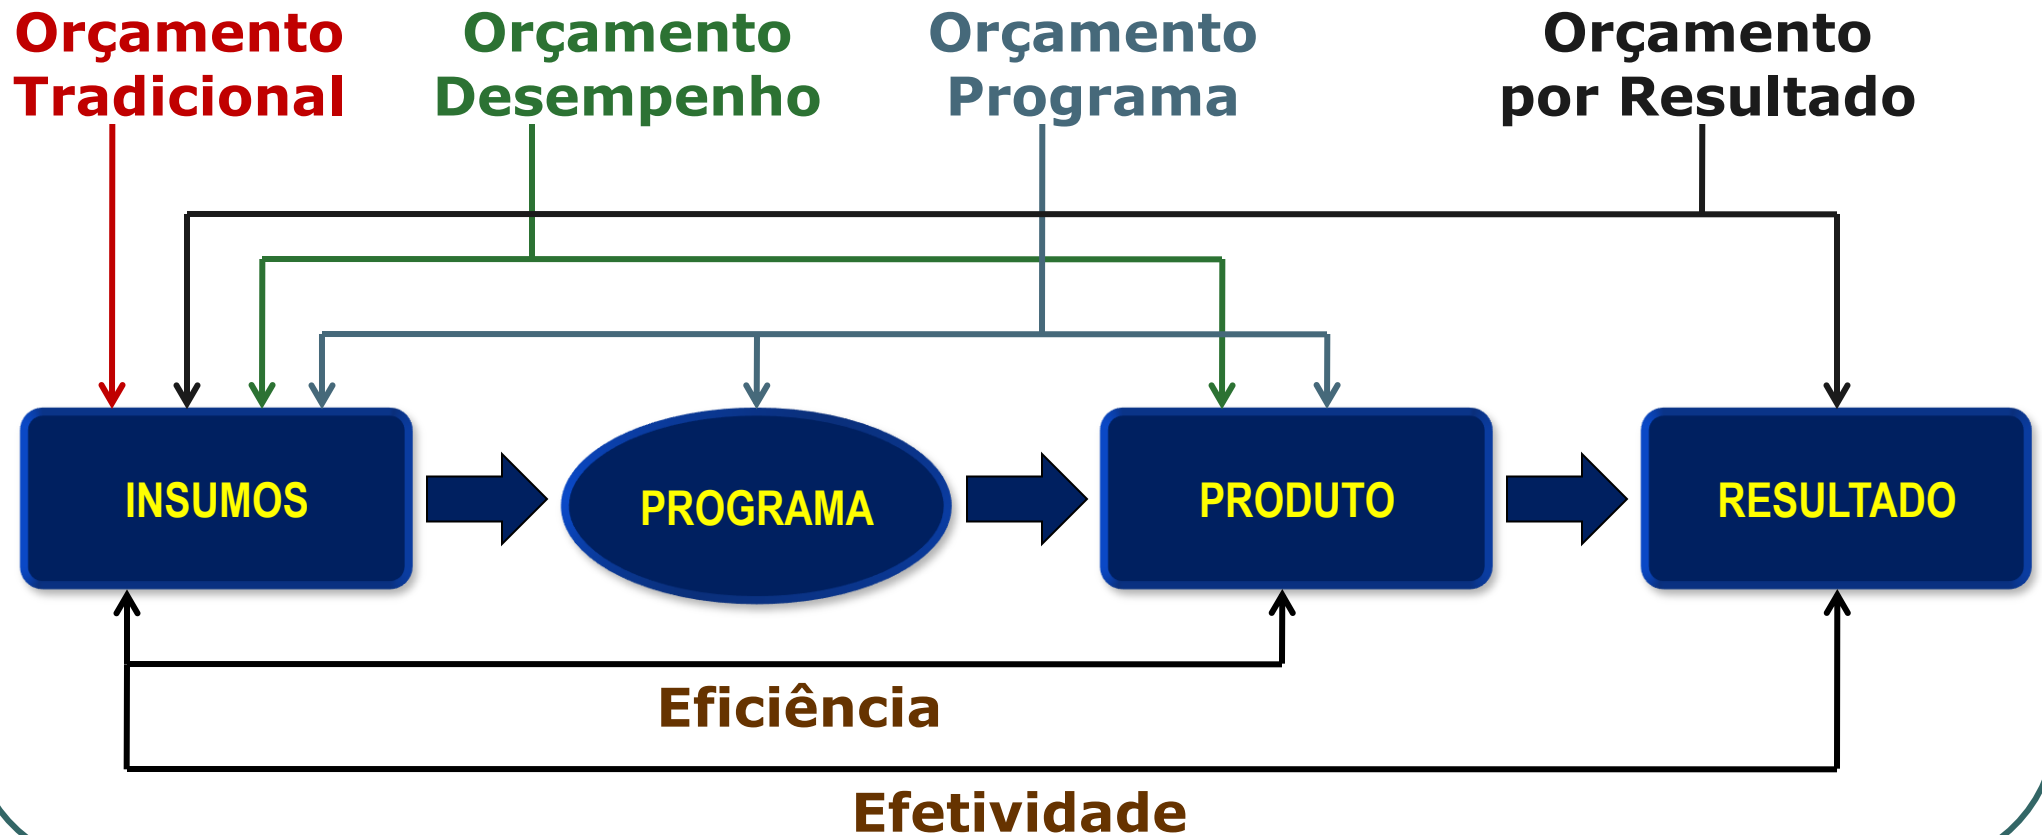 Orçamento
Tradicional
Orçamento
Desempenho
Orçamento
Programa
Orçamento
por Resultado
INSUMOS
PROGRAMA
PRODUTO
RESULTADO
Eficiência
Efetividade